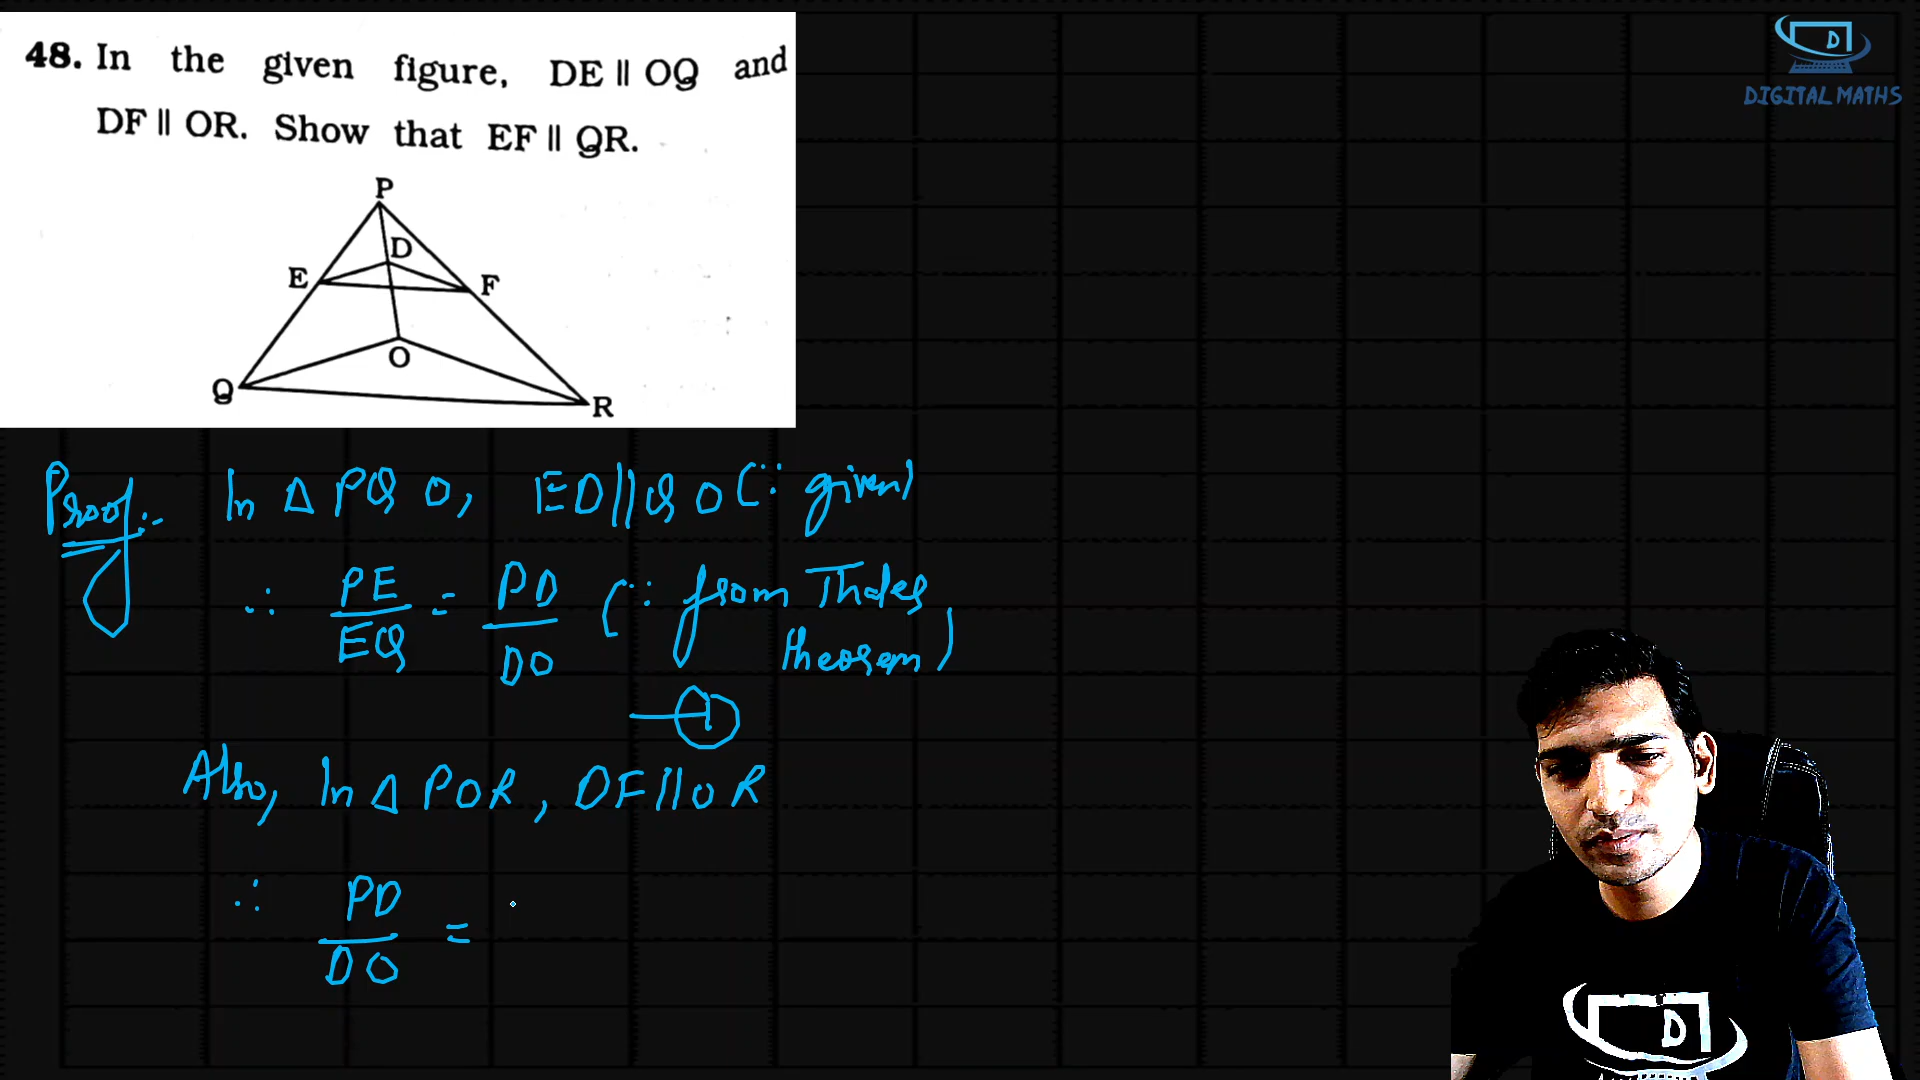 48. In the given figure, DE || OQ and
DF || OR. Show that EF || QR.
P
D
E
F
O
Q
R
DIGITAL MATHS
Proof:-
In Δ PQO, ED||QO (∵ given)
∴ PE/EQ = PD/DO (∵ from Thales
theorem)
①
Also, In Δ POR, DF||OR
∴ PD/DO =
D